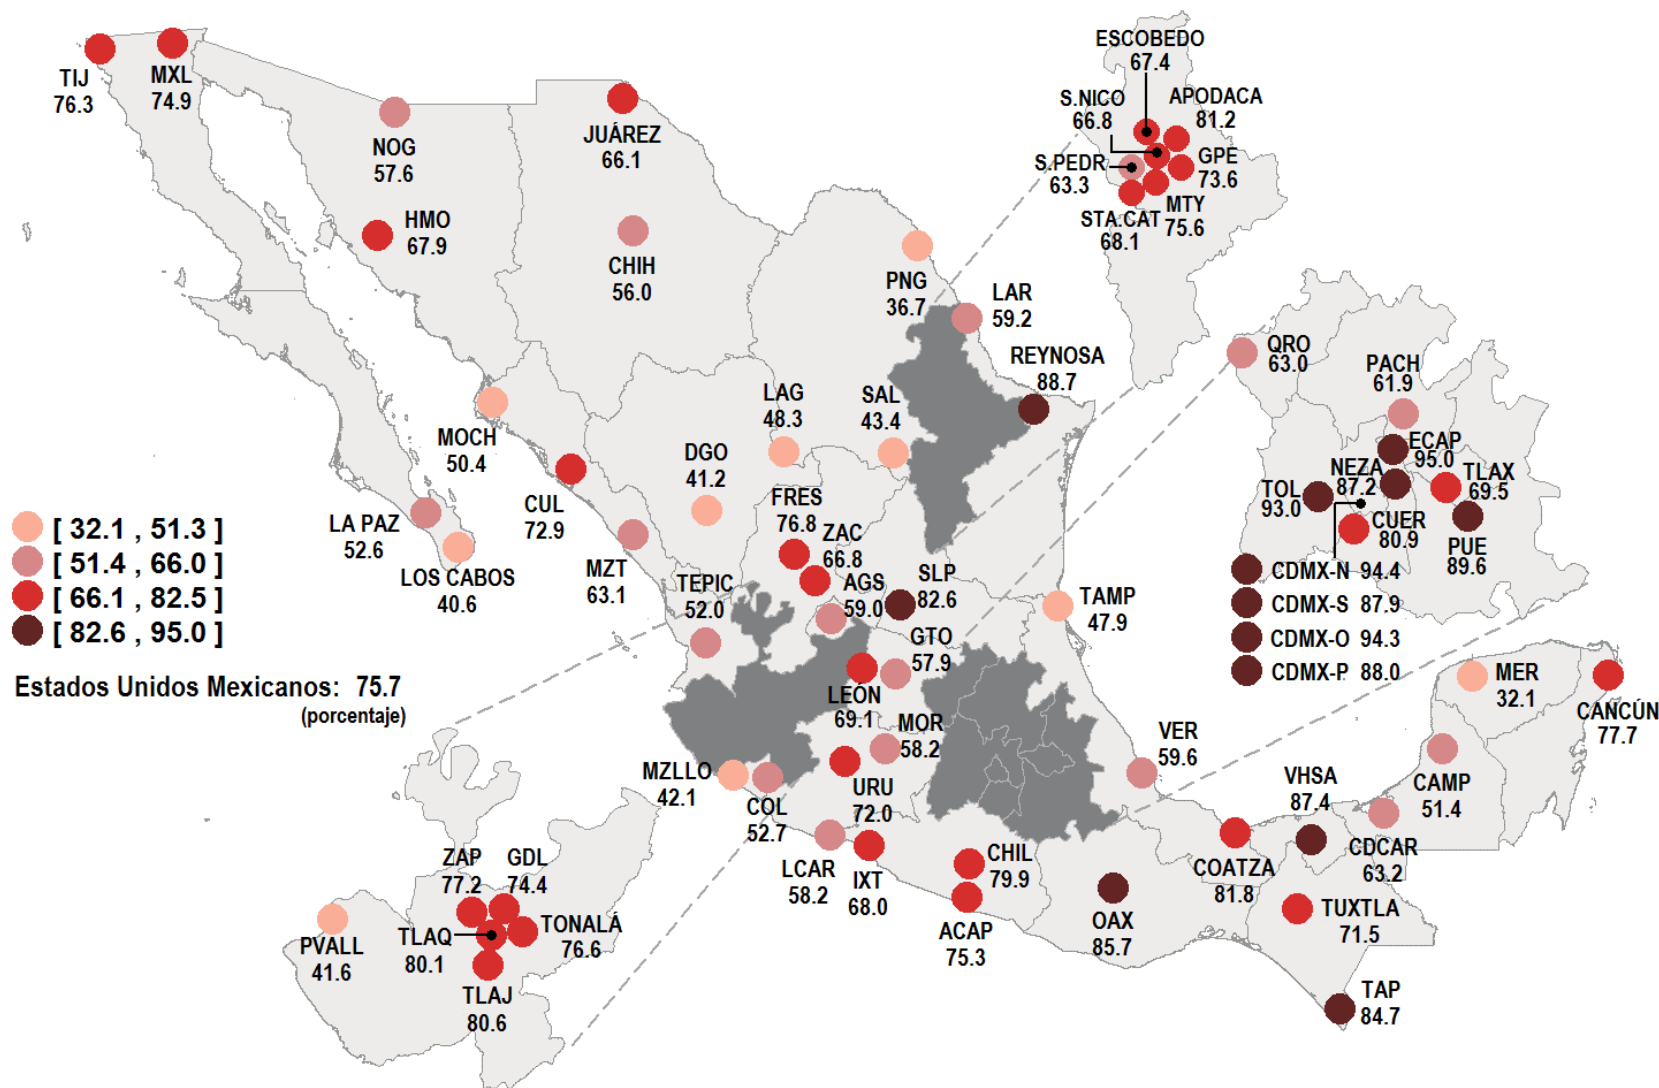 TIJ
76.3
MXL
74.9
NOG
57.6
HMO
67.9
JUÁREZ
66.1
CHIH
56.0
PNG
36.7
LAR
59.2
REYNOSA
88.7
ESCOBEDO
67.4
S.NICO
66.8
APODACA
81.2
S.PEDR
63.3
GPE
73.6
MTY
75.6
STA.CAT
68.1
MOCH
50.4
CUL
72.9
LAG
48.3
SAL
43.4
DGO
41.2
FRES
76.8
ZAC
66.8
LA PAZ
52.6
LOS CABOS
40.6
MZT
63.1
TEPIC
52.0
AGS
59.0
SLP
82.6
TAMP
47.9
GTO
57.9
LEÓN
69.1
MOR
58.2
URU
72.0
MZLLO
42.1
COL
52.7
LCAR
58.2
IXT
68.0
CHIL
79.9
ACAP
75.3
OAX
85.7
VER
59.6
COATZA
81.8
VHSA
87.4
CDCAR
63.2
CAMP
51.4
MER
32.1
CANCÚN
77.7
TUXTLA
71.5
TAP
84.7
QRO
63.0
PACH
61.9
ECAP
95.0
NEZA
87.2
TLAX
69.5
TOL
93.0
CUER
80.9
PUE
89.6
CDMX-N 94.4
CDMX-S 87.9
CDMX-O 94.3
CDMX-P 88.0
[ 32.1 , 51.3 ]
[ 51.4 , 66.0 ]
[ 66.1 , 82.5 ]
[ 82.6 , 95.0 ]
Estados Unidos Mexicanos: 75.7
(porcentaje)
ZAP
77.2
GDL
74.4
TONALÁ
76.6
TLAQ
80.1
TLAJ
80.6
PVALL
41.6